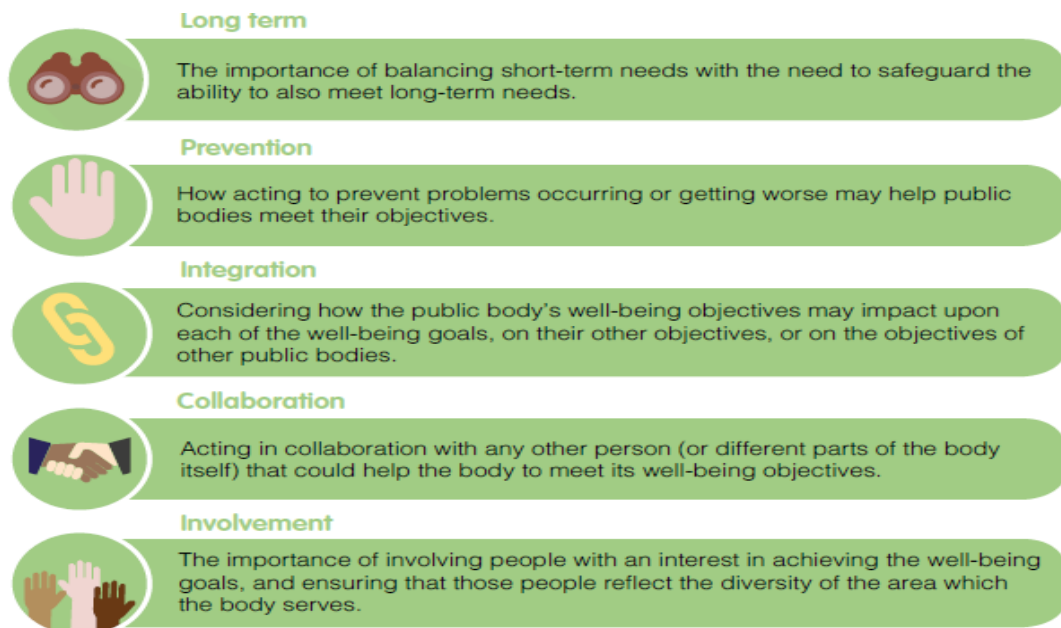 Long term
The importance of balancing short-term needs with the need to safeguard the
ability to also meet long-term needs.
Prevention
How acting to prevent problems occurring or getting worse may help public
bodies meet their objectives.
Integration
Considering how the public body's well-being objectives may impact upon
each of the well-being goals, on their other objectives, or on the objectives of
other public bodies.
Collaboration
Acting in collaboration with any other person (or different parts of the body
itself) that could help the body to meet its well-being objectives.
Involvement
The importance of involving people with an interest in achieving the well-being
goals, and ensuring that those people reflect the diversity of the area which
the body serves.